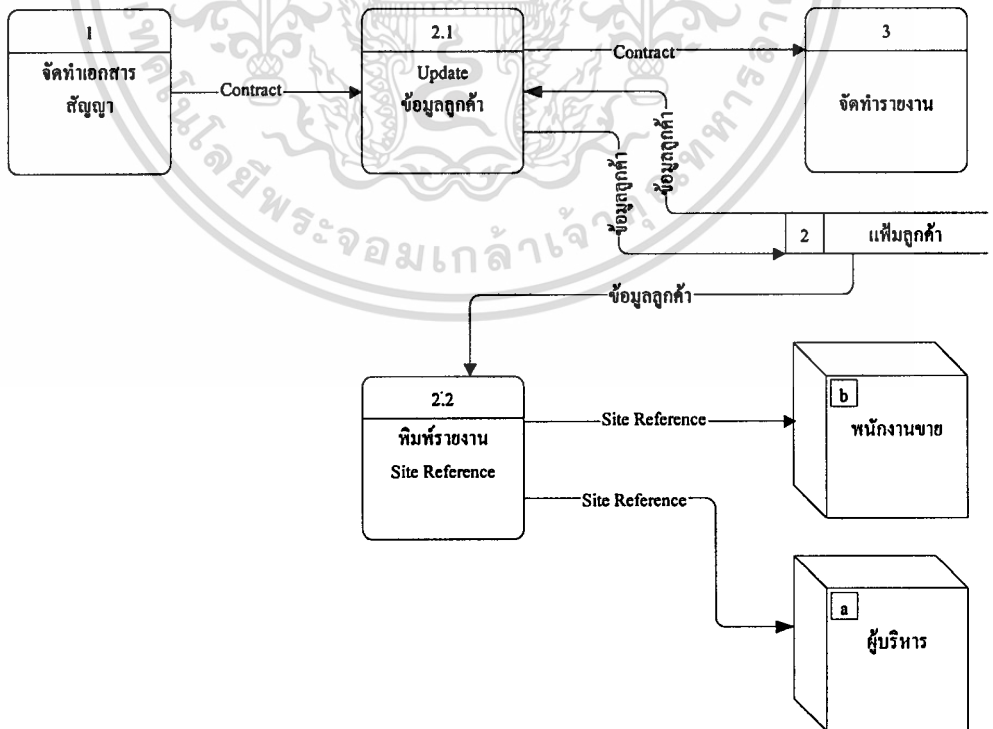 1
จัดทำเอกสาร
สัญญา
Contract
2.1
Update
ข้อมูลลูกค้า
Contract
3
จัดทำรายงาน
ข้อมูลลูกค้า
ข้อมูลลูกค้า
2
แฟ้มลูกค้า
ข้อมูลลูกค้า
2.2
พิมพ์รายงาน
Site Reference
Site Reference
b
พนักงานขาย
Site Reference
a
ผู้บริหาร